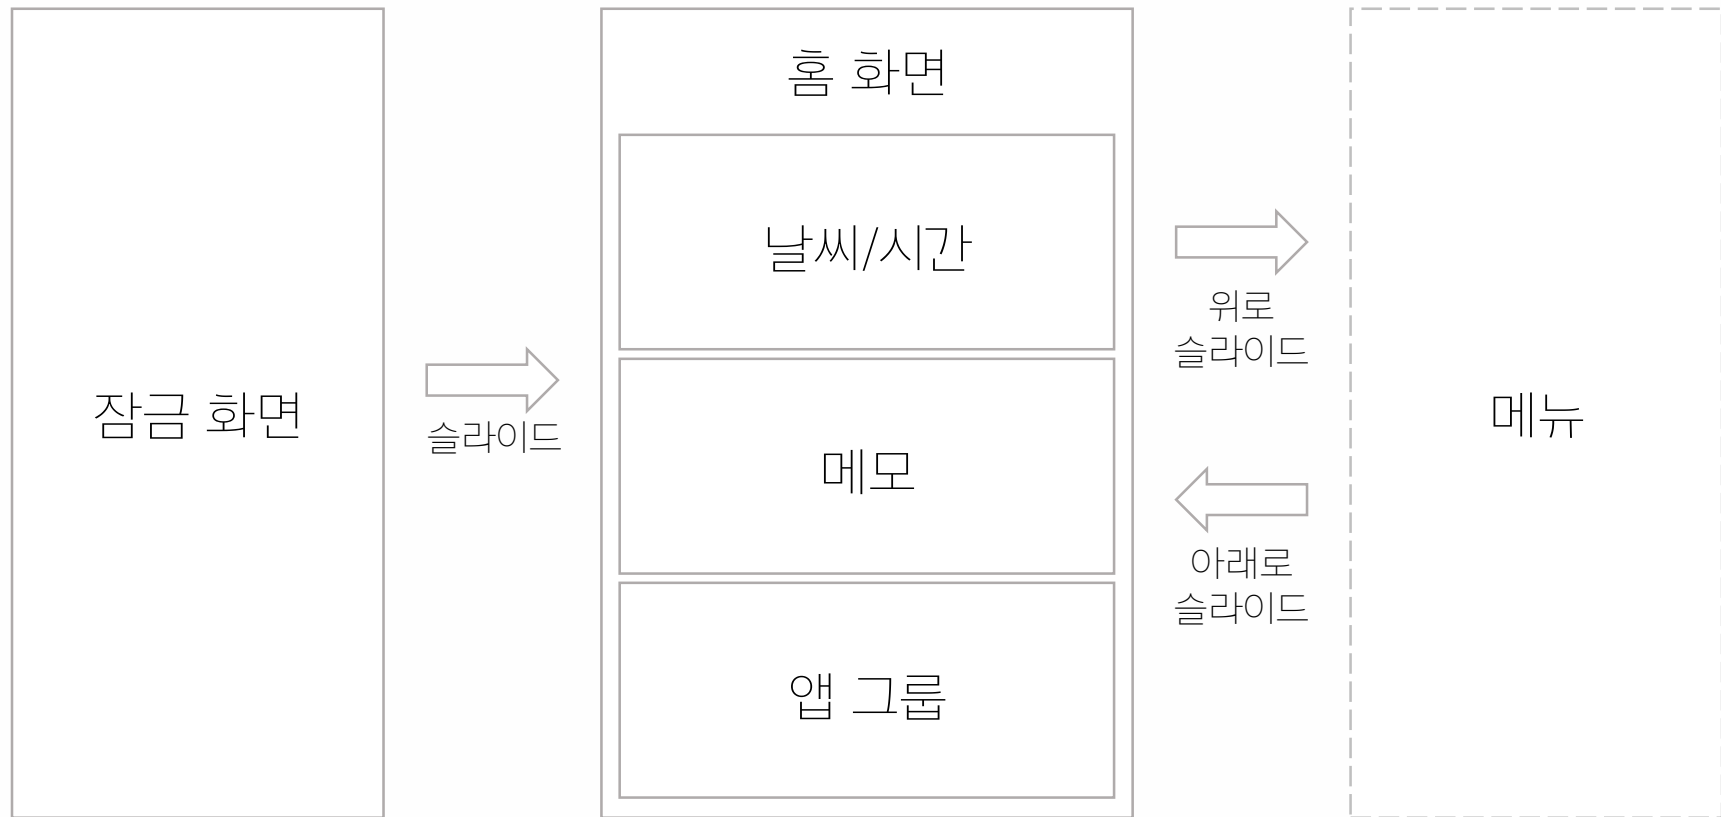 잠금 화면
슬라이드
홈 화면
날씨/시간
메모
앱 그룹
위로
슬라이드
아래로
슬라이드
메뉴